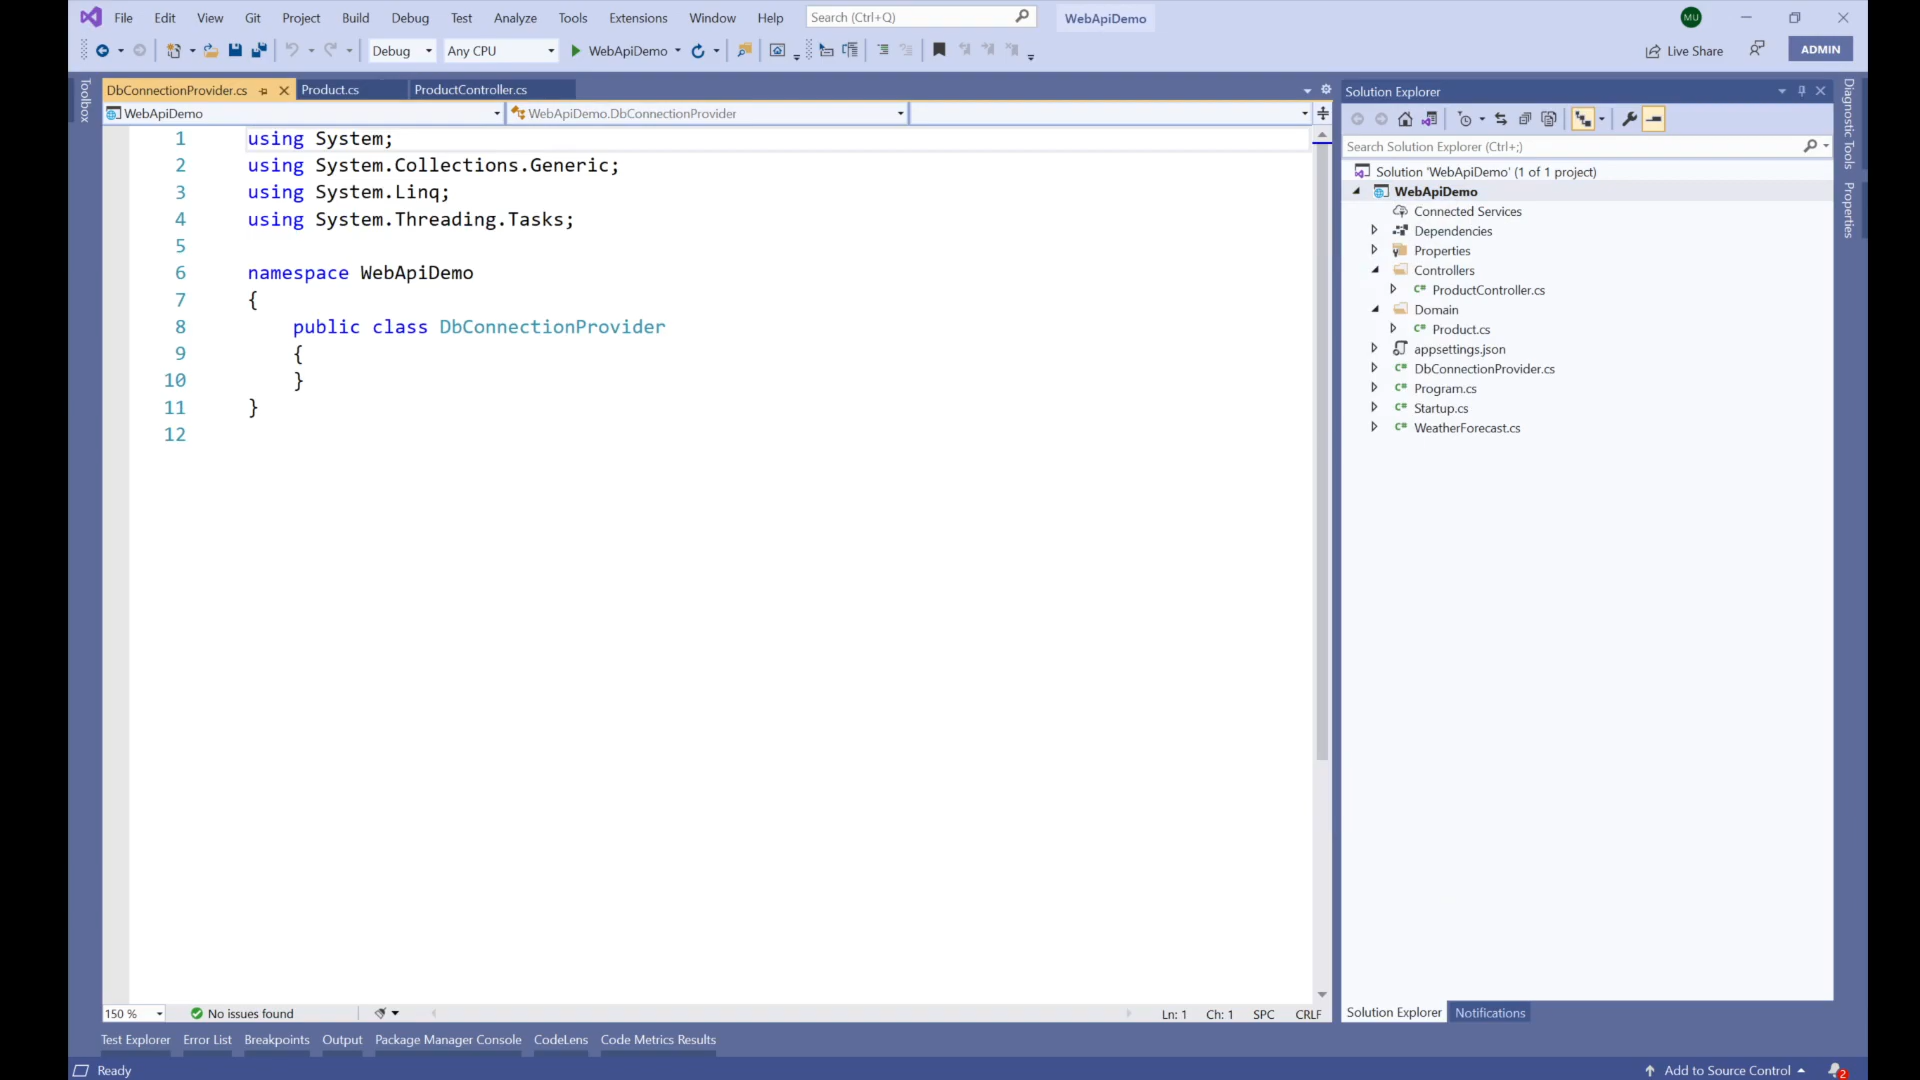 File Edit View Git Project Build Debug Test Analyze Tools Extensions Window Help Search (Ctrl+Q) WebApiDemo MU
Debug Any CPU WebApiDemo Live Share ADMIN
Toolbox
DbConnectionProvider.cs Product.cs ProductController.cs
WebApiDemo WebApiDemo.DbConnectionProvider
1 using System;
2 using System.Collections.Generic;
3 using System.Linq;
4 using System.Threading.Tasks;
5
6 namespace WebApiDemo
7 {
8 public class DbConnectionProvider
9 {
10 }
11 }
12
150 % No issues found Ln: 1 Ch: 1 SPC CRLF
Solution Explorer
Search Solution Explorer (Ctrl+;)
Solution 'WebApiDemo' (1 of 1 project)
WebApiDemo
Connected Services
Dependencies
Properties
Controllers
C# ProductController.cs
Domain
C# Product.cs
appsettings.json
C# DbConnectionProvider.cs
C# Program.cs
C# Startup.cs
C# WeatherForecast.cs
Solution Explorer Notifications
Diagnostic Tools
Properties
Test Explorer Error List Breakpoints Output Package Manager Console CodeLens Code Metrics Results
Ready Add to Source Control 2